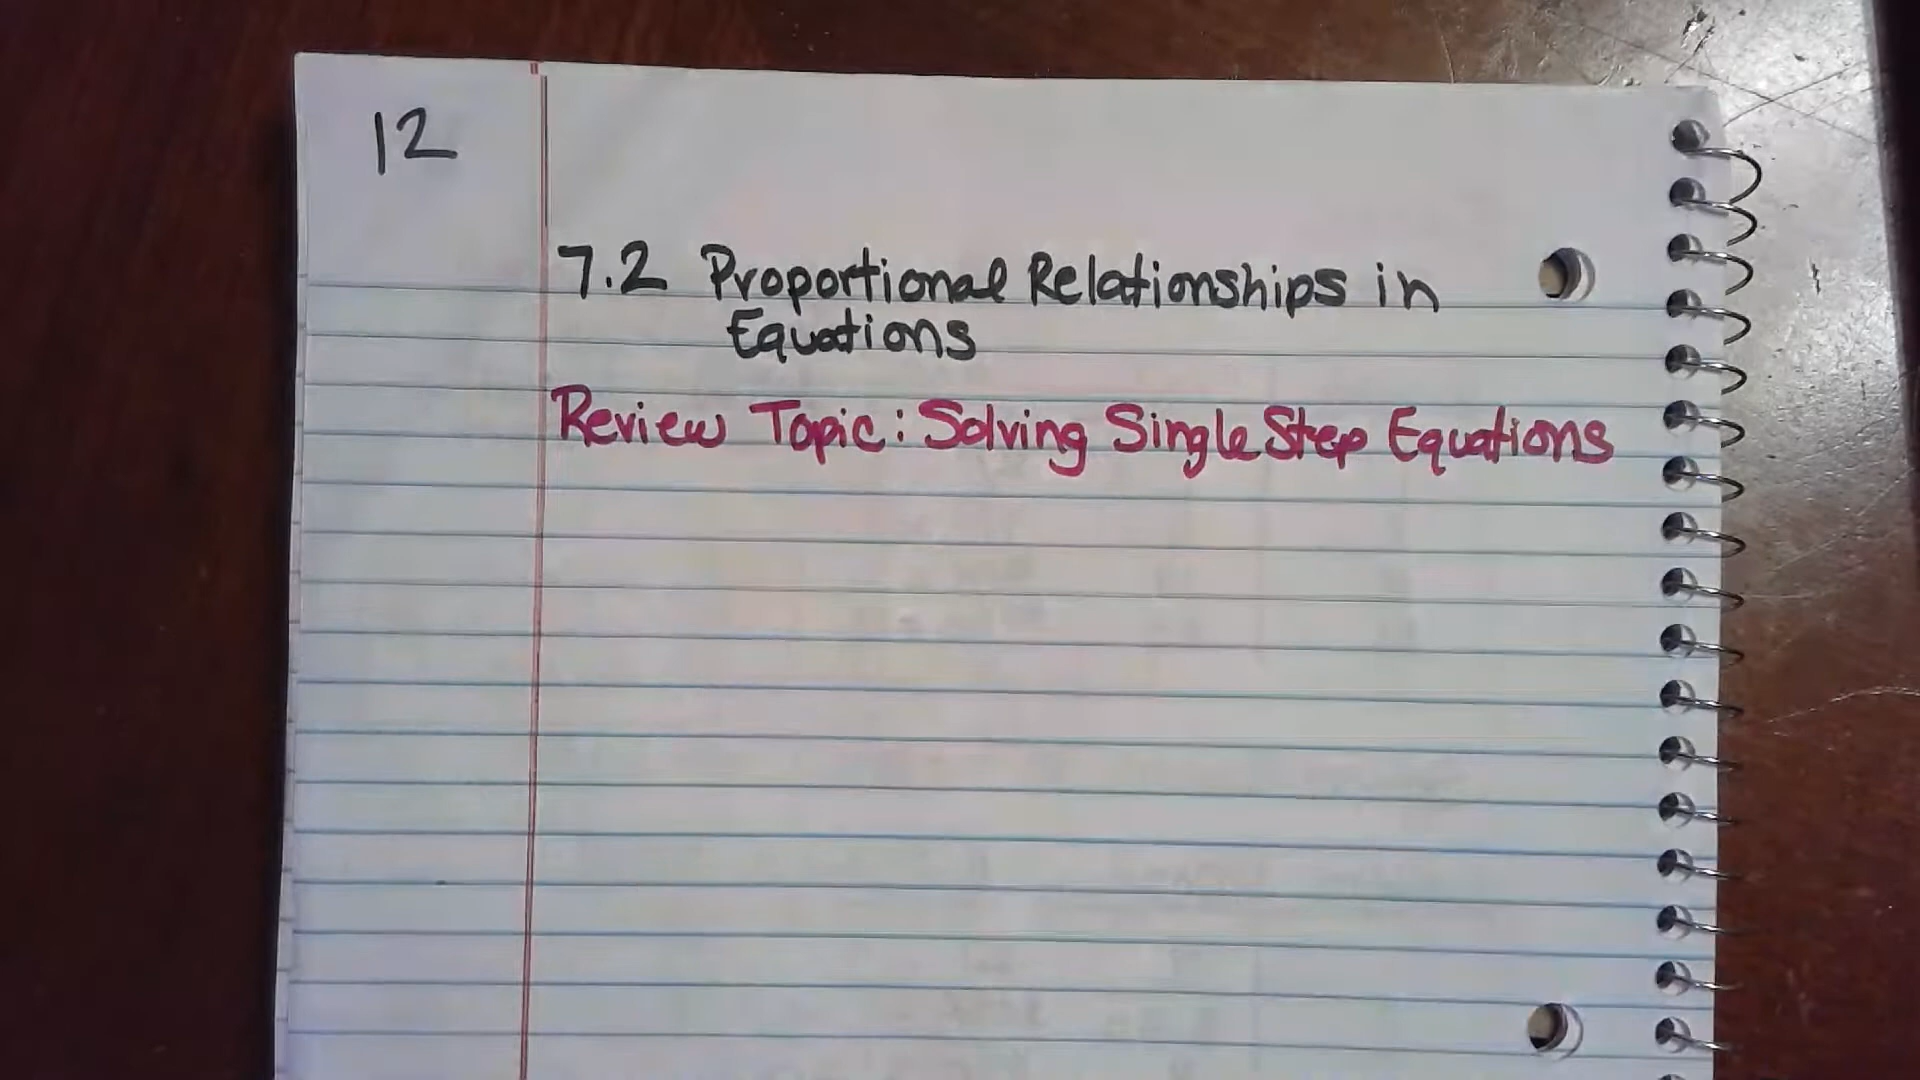 12
7.2 Proportional Relationships in
Equations
Review Topic: Solving Single Step Equations